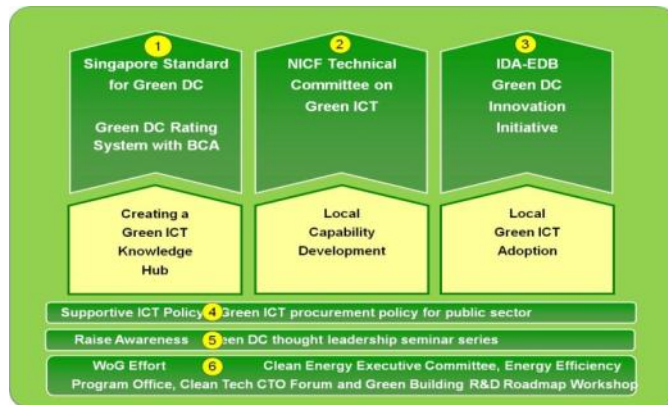 1
Singapore Standard
for Green DC
Green DC Rating
System with BCA
2
NICF Technical
Committee on
Green ICT
3
IDA-EDB
Green DC
Innovation
Initiative
Creating a
Green ICT
Knowledge
Hub
Local
Capability
Development
Local
Green ICT
Adoption
Supportive ICT Policy 4 Green ICT procurement policy for public sector
Raise Awareness 5 een DC thought leadership seminar series
WoG Effort 6 Clean Energy Executive Committee, Energy Efficiency
Program Office, Clean Tech CTO Forum and Green Building R&D Roadmap Workshop